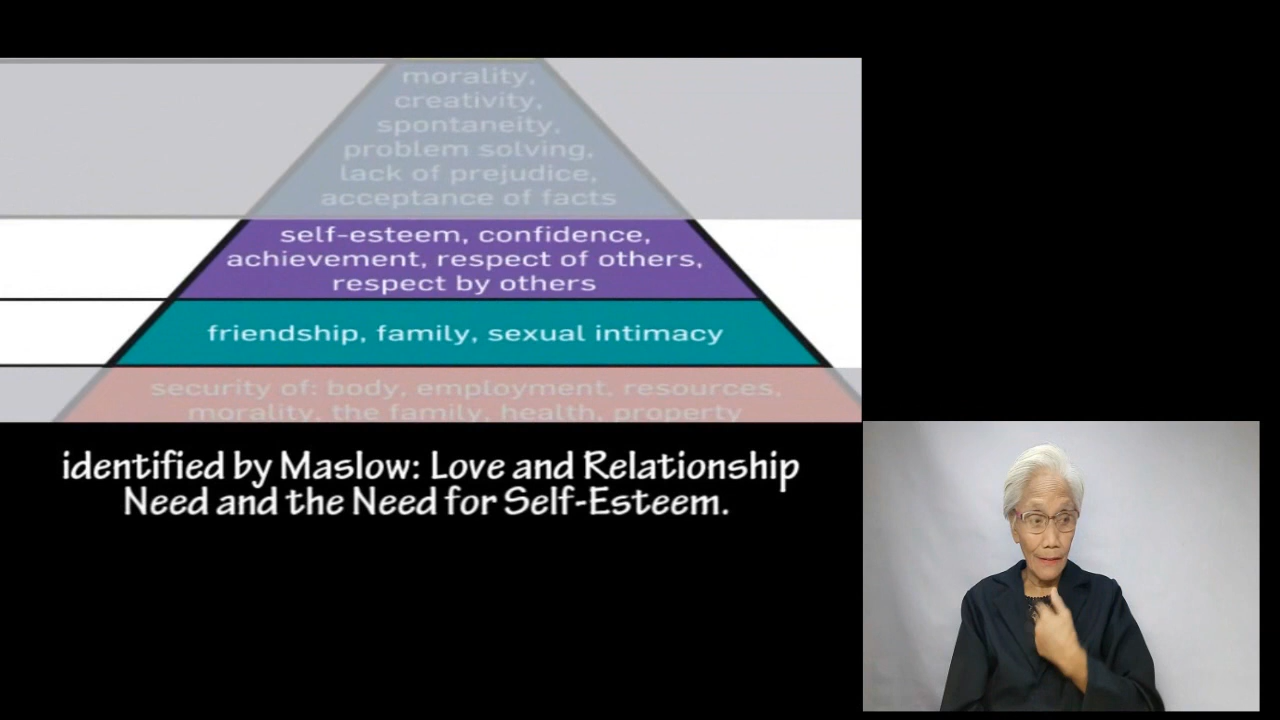 morality,
creativity,
spontaneity,
problem solving,
lack of prejudice,
acceptance of facts
self-esteem, confidence,
achievement, respect of others,
respect by others
friendship, family, sexual intimacy
security of: body, employment, resources,
morality, the family, health, property
identified by Maslow: Love and Relationship
Need and the Need for Self-Esteem.